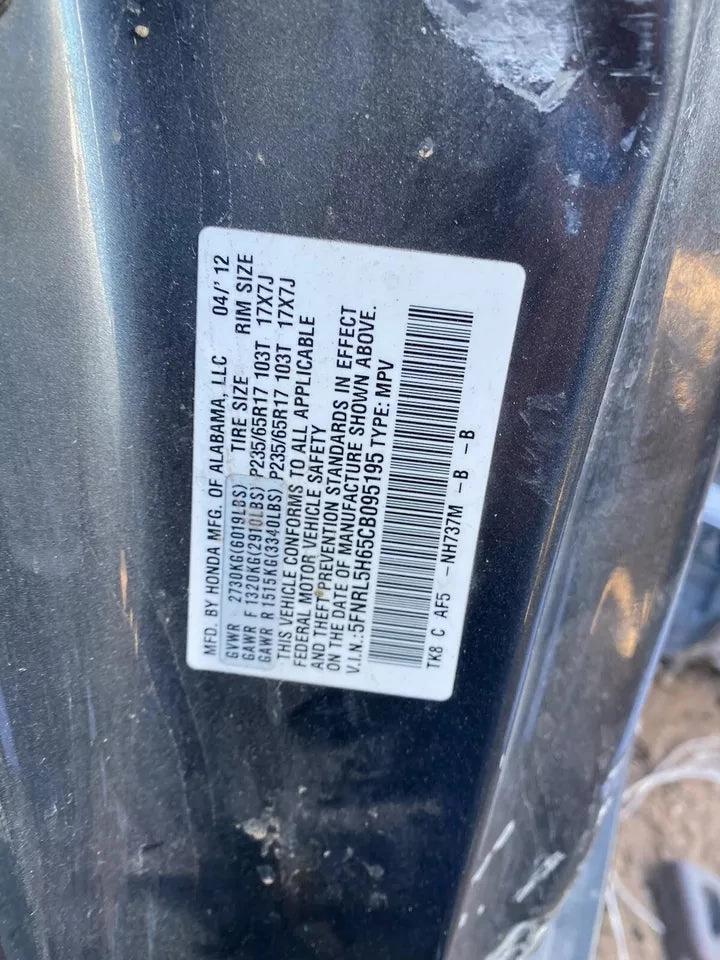 MFD. BY HONDA MFG. OF ALABAMA, LLC 04/'12
GVWR 2730KG(6019LBS) TIRE SIZE RIM SIZE
GAWR F 1320KG(2910LBS) P235/65R17 103T 17X7J
GAWR R 1515KG(3340LBS) P235/65R17 103T 17X7J
THIS VEHICLE CONFORMS TO ALL APPLICABLE
FEDERAL MOTOR VEHICLE SAFETY
AND THEFT PREVENTION STANDARDS IN EFFECT
ON THE DATE OF MANUFACTURE SHOWN ABOVE.
V.I.N.:5FNRL5H65CB095195 TYPE: MPV
TK8 C AF5 -NH737M -B -B